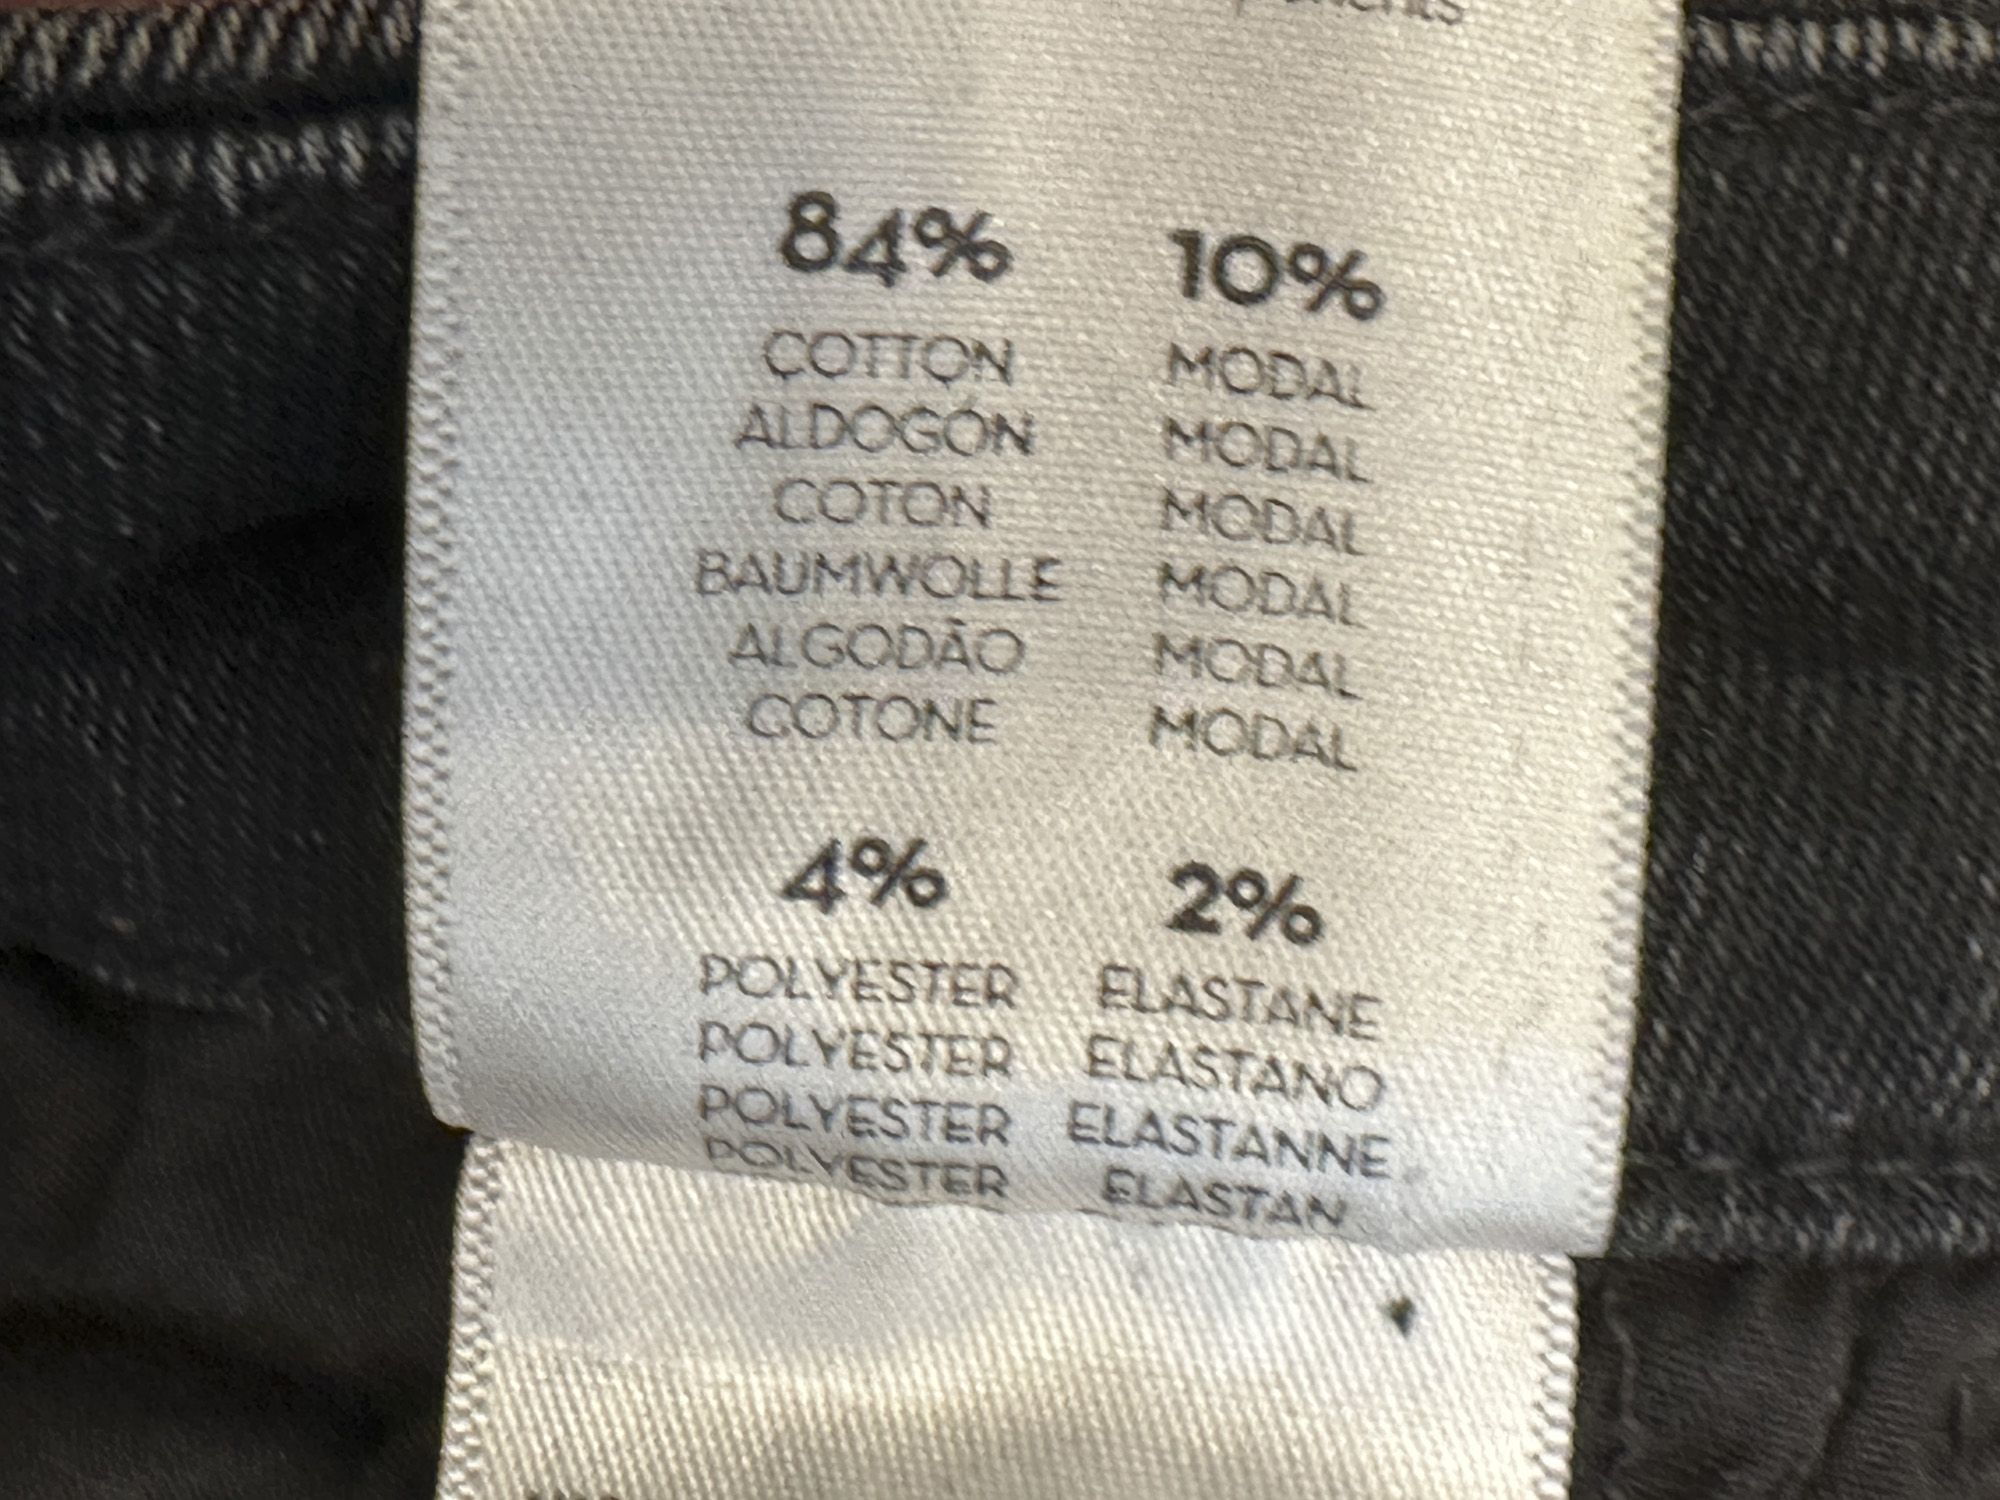 84% 10%
COTTON MODAL
ALDOGÓN MODAL
COTON MODAL
BAUMWOLLE MODAL
ALGODÃO MODAL
COTONE MODAL
4% 2%
POLYESTER ELASTANE
POLYESTER ELASTANO
POLYESTER ELASTANNE
POLYESTER ELASTAN